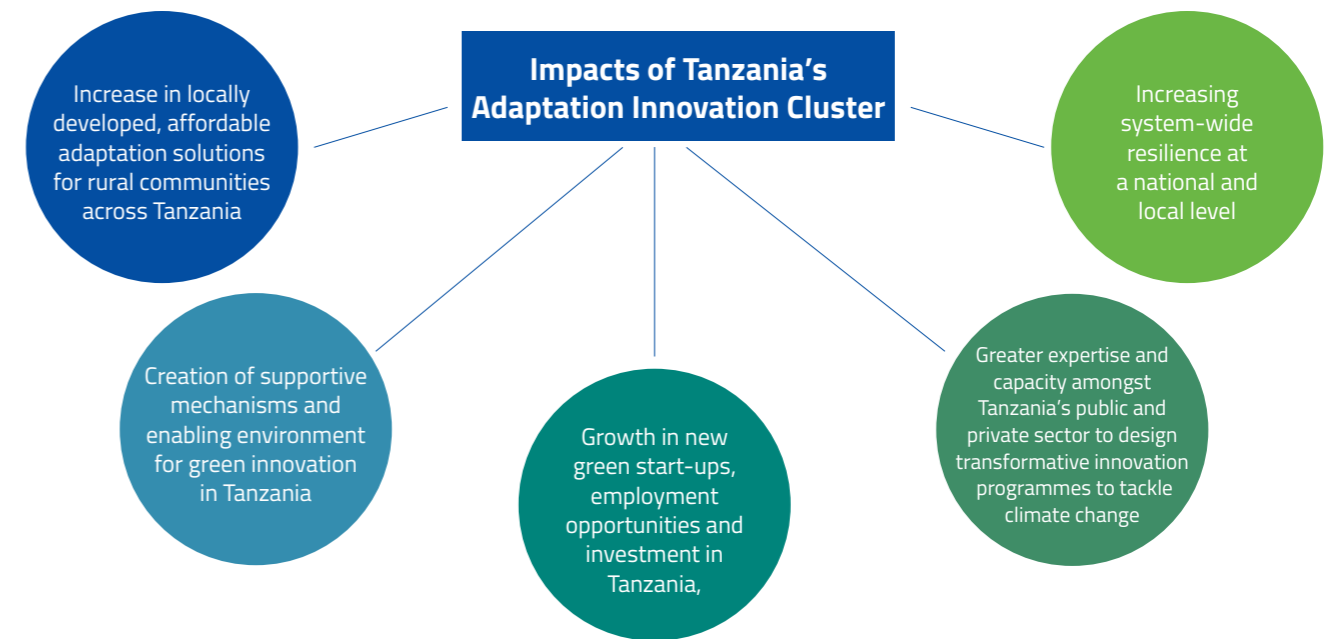 Impacts of Tanzania’s
Adaptation Innovation Cluster
Increase in locally
developed, affordable
adaptation solutions
for rural communities
across Tanzania
Creation of supportive
mechanisms and
enabling environment
for green innovation
in Tanzania
Growth in new
green start-ups,
employment
opportunities and
investment in
Tanzania,
Greater expertise and
capacity amongst
Tanzania’s public and
private sector to design
transformative innovation
programmes to tackle
climate change
Increasing
system-wide
resilience at
a national and
local level